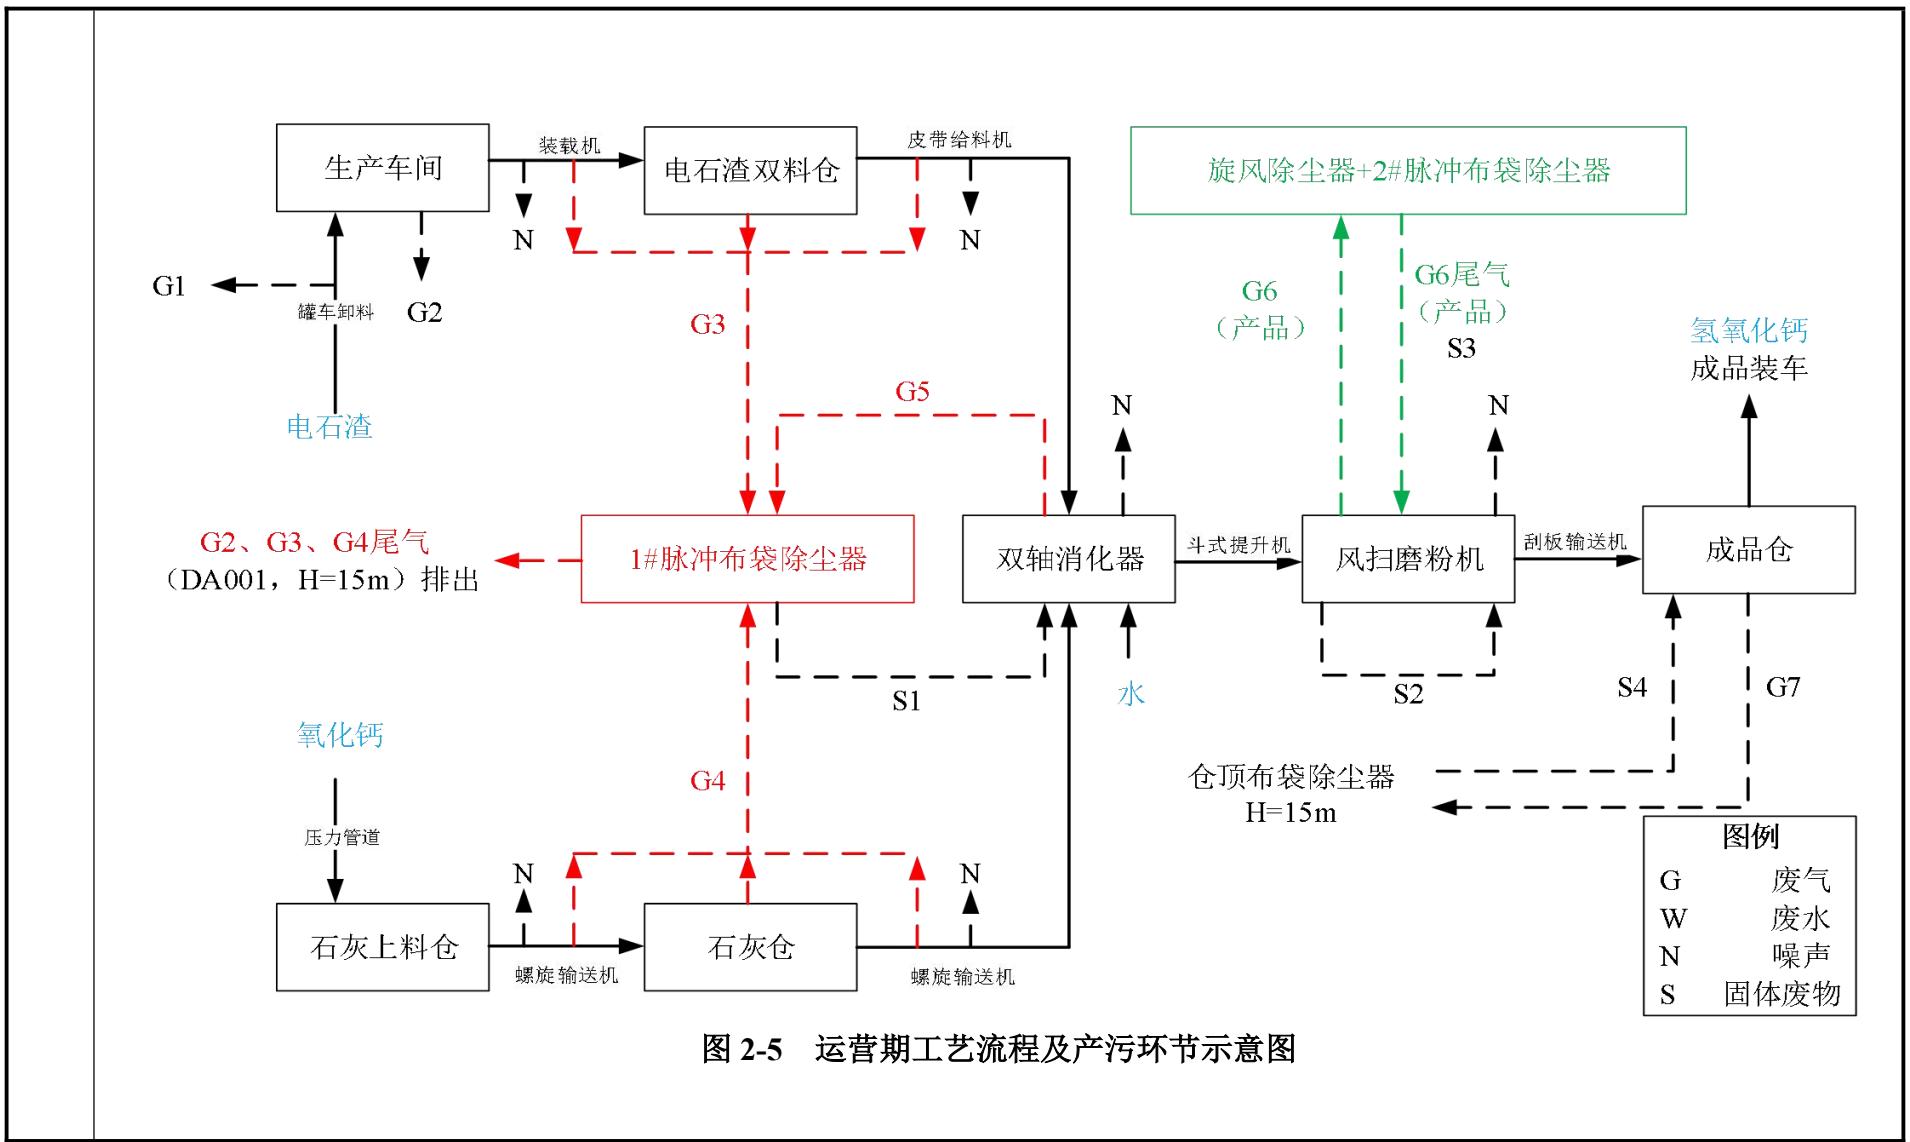 生产车间
装载机
电石渣双料仓
皮带给料机
旋风除尘器+2#脉冲布袋除尘器
N
N
G1
罐车卸料
G2
G3
G6
（产品）
G6尾气
（产品）
S3
氢氧化钙
成品装车
电石渣
G5
N
N
G2、G3、G4尾气
（DA001，H=15m）排出
1#脉冲布袋除尘器
双轴消化器
斗式提升机
风扫磨粉机
刮板输送机
成品仓
S1
水
S2
S4
G7
氧化钙
G4
仓顶布袋除尘器
H=15m
压力管道
N
N
石灰上料仓
螺旋输送机
石灰仓
螺旋输送机
图例
G 废气
W 废水
N 噪声
S 固体废物
图 2-5 运营期工艺流程及产污环节示意图